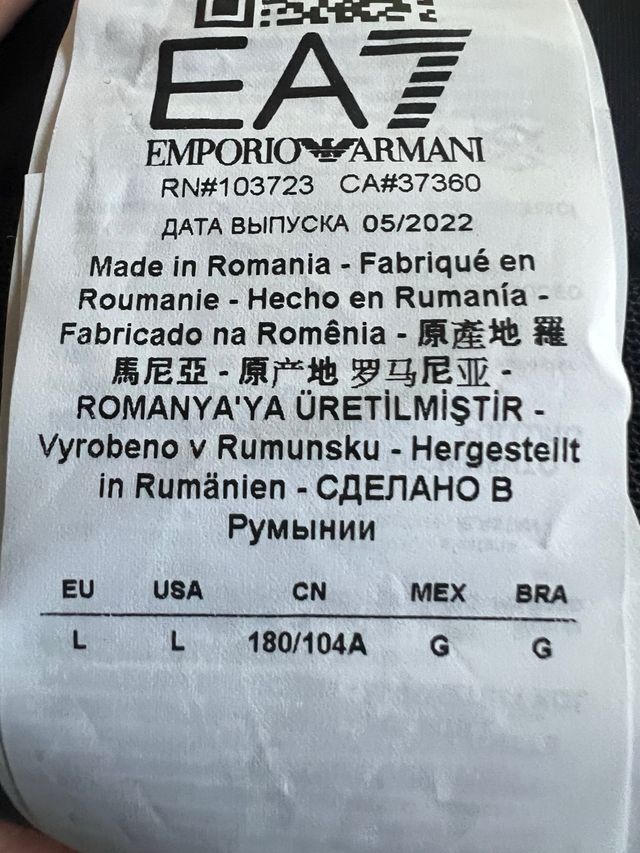 EA7
EMPORIO ARMANI
RN#103723 CA#37360
ДАТА ВЫПУСКА 05/2022
Made in Romania - Fabriqué en
Roumanie - Hecho en Rumanía -
Fabricado na Romênia - 原產地 羅
馬尼亞 - 原产地 罗马尼亚 -
ROMANYA'YA ÜRETİLMİŞTİR -
Vyrobeno v Rumunsku - Hergestellt
in Rumänien - СДЕЛАНО В
Румынии
EU USA CN MEX BRA
L L 180/104A G G